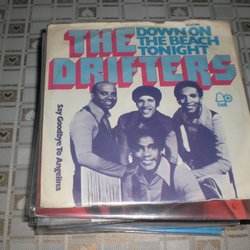 THE
DRIFTERS
DOWN ON
THE BEACH
TONIGHT
Say Goodbye To Angelina
bell